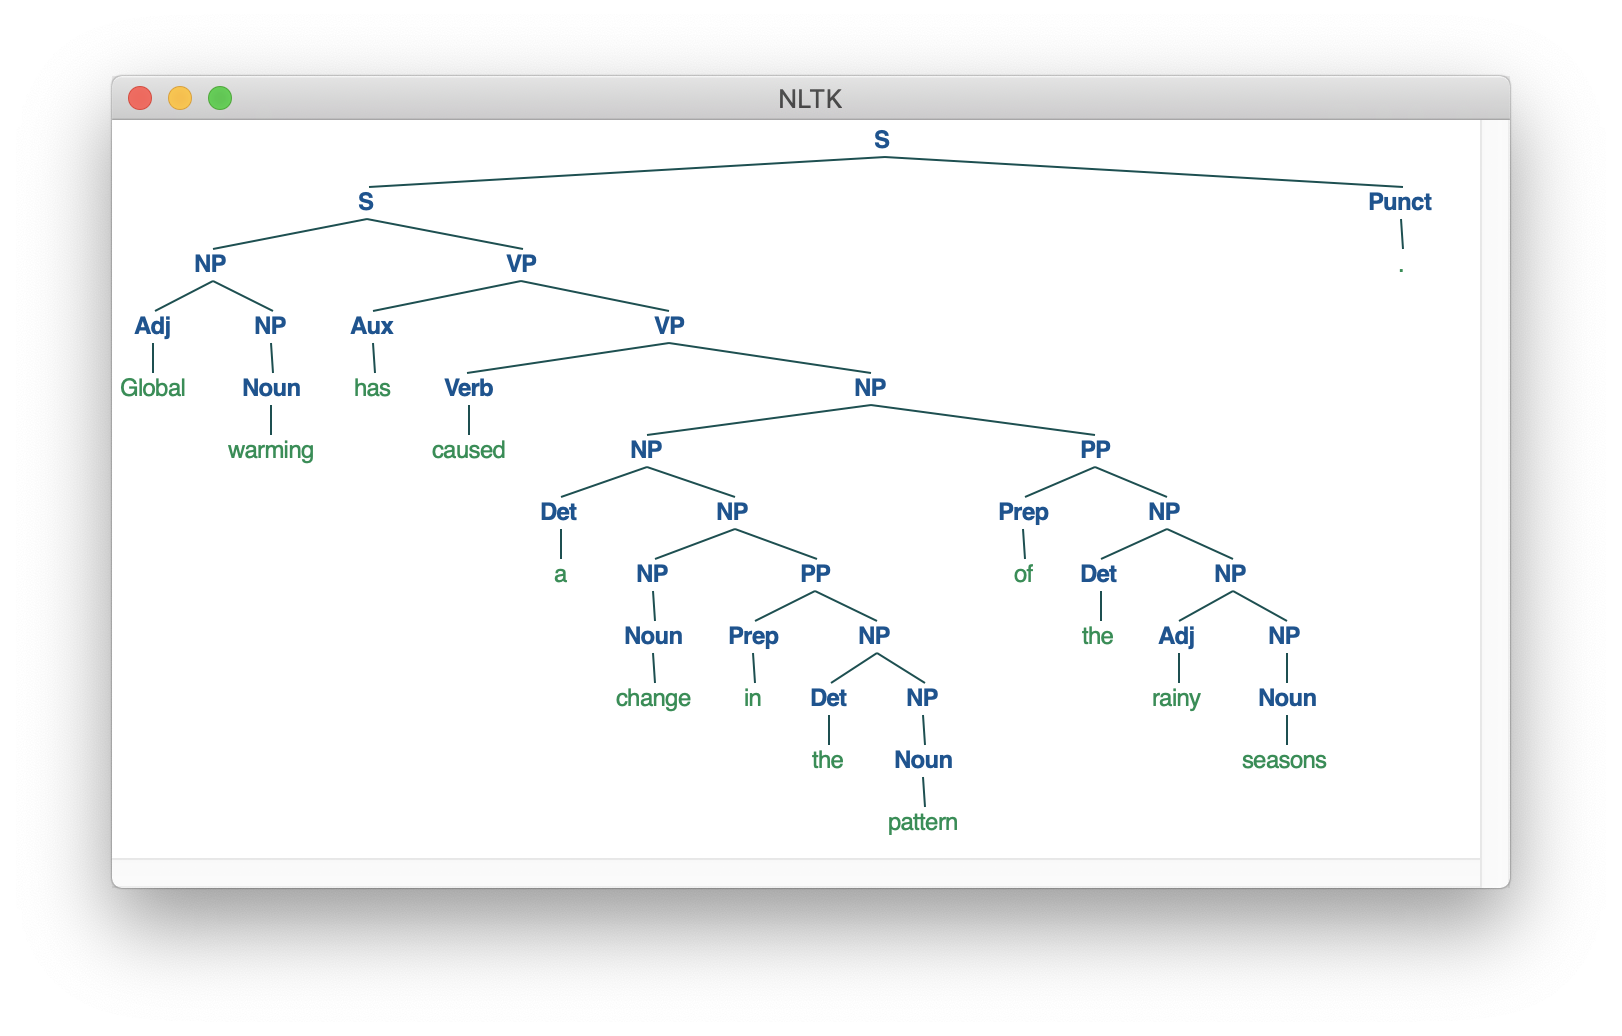 NLTK
S
S Punct
NP VP .
Adj NP Aux VP
Global Noun has Verb NP
warming caused NP PP
Det NP Prep NP
a NP PP of Det NP
Noun Prep NP the Adj NP
change in Det NP rainy Noun
the Noun seasons
pattern